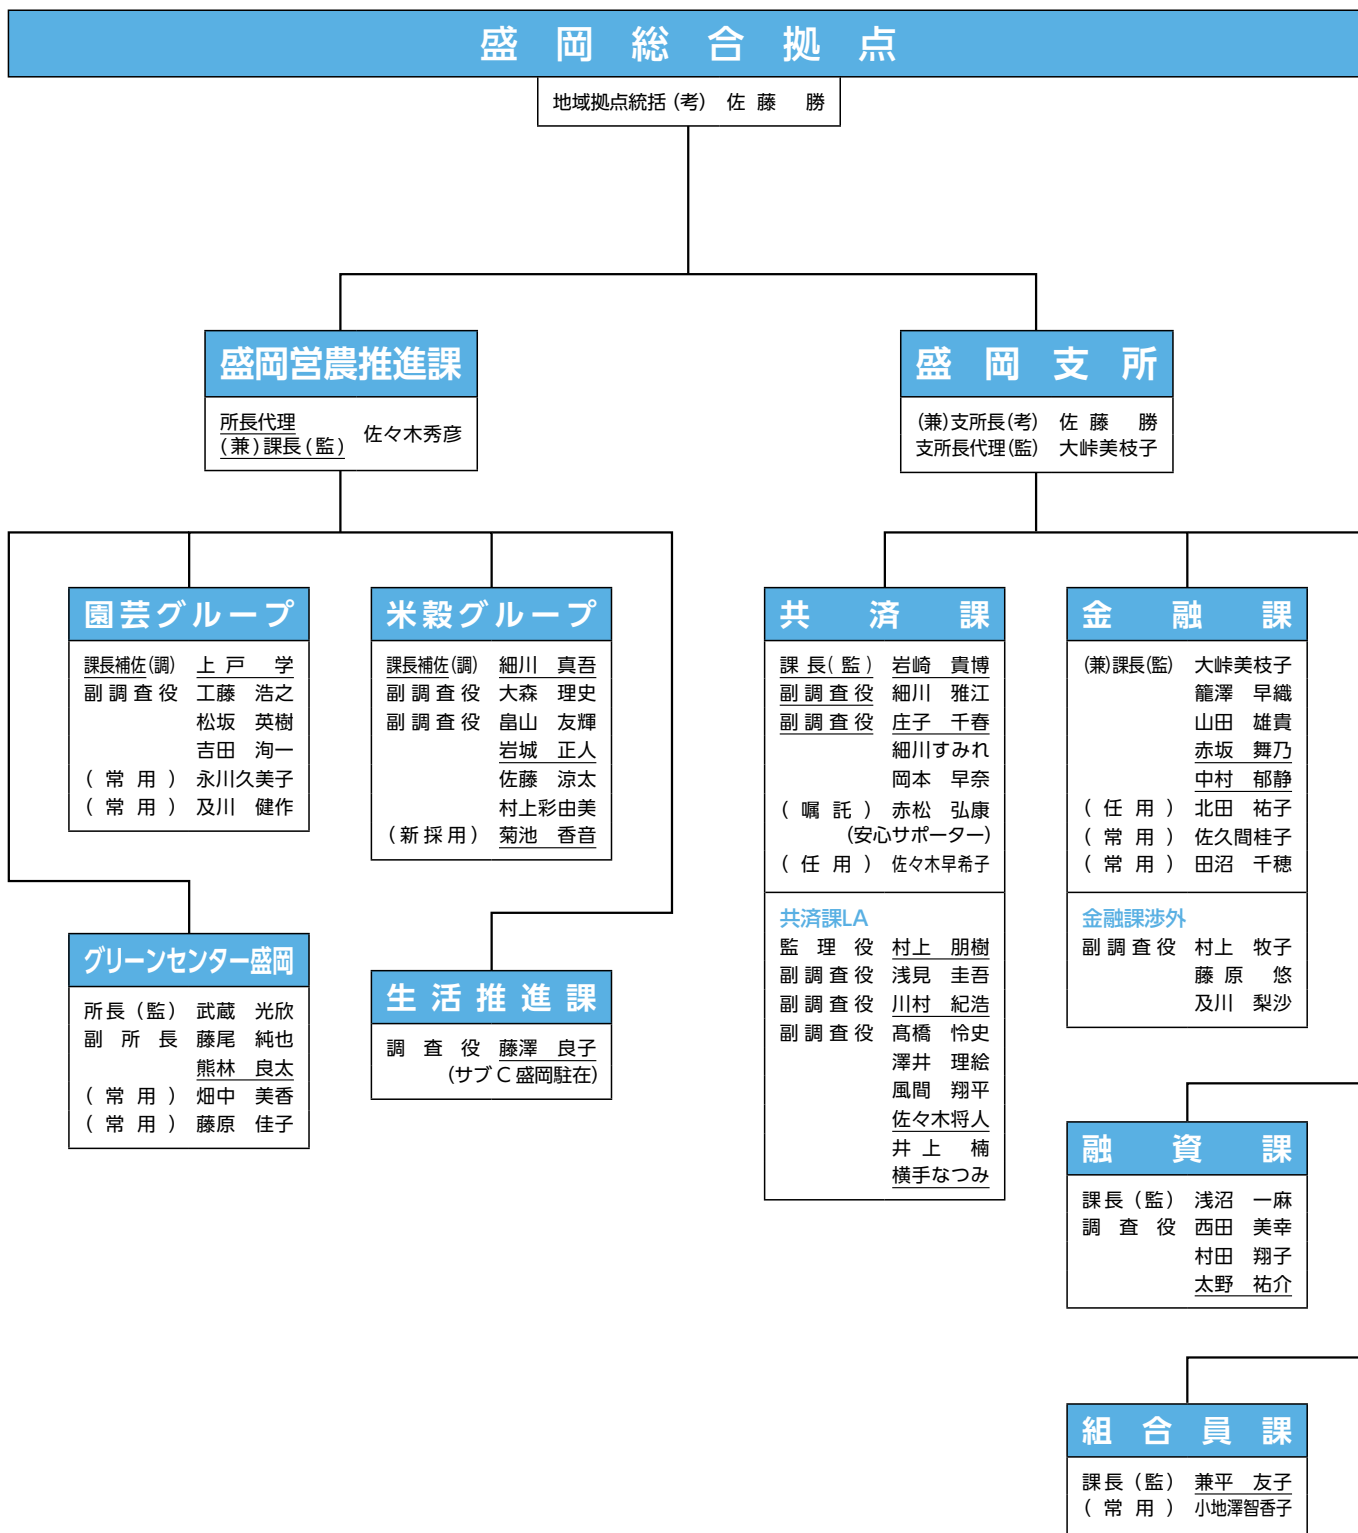 盛岡総合拠点
地域拠点統括(考) 佐藤 勝
盛岡営農推進課
所長代理
(兼)課長(監) 佐々木秀彦
盛岡支所
(兼)支所長(考) 佐藤 勝
支所長代理(監) 大峠美枝子
園芸グループ
課長補佐(調) 上戸 学
副調査役 工藤 浩之
松坂 英樹
吉田 洵一
(常用) 永川久美子
(常用) 及川 健作
米穀グループ
課長補佐(調) 細川 真吾
副調査役 大森 理史
副調査役 畠山 友輝
岩城 正人
佐藤 涼太
村上彩由美
(新採用) 菊池 香音
共済課
課長(監) 岩崎 貴博
副調査役 細川 雅江
副調査役 庄子 千春
細川すみれ
岡本 早奈
(嘱託) 赤松 弘康
(安心サポーター)
(任用) 佐々木早希子
共済課LA
監理役 村上 朋樹
副調査役 浅見 圭吾
副調査役 川村 紀浩
副調査役 髙橋 怜史
澤井 理絵
風間 翔平
佐々木将人
井上 楠
横手なつみ
金融課
(兼)課長(監) 大峠美枝子
籠澤 早織
山田 雄貴
赤坂 舞乃
中村 郁静
(任用) 北田 祐子
(常用) 佐久間桂子
(常用) 田沼 千穂
金融課渉外
副調査役 村上 牧子
藤原 悠
及川 梨沙
グリーンセンター盛岡
所長(監) 武蔵 光欣
副所長 藤尾 純也
熊林 良太
(常用) 畑中 美香
(常用) 藤原 佳子
生活推進課
調査役 藤澤 良子
(サブC盛岡駐在)
融資課
課長(監) 浅沼 一麻
調査役 西田 美幸
村田 翔子
太野 祐介
組合員課
課長(監) 兼平 友子
(常用) 小地澤智香子